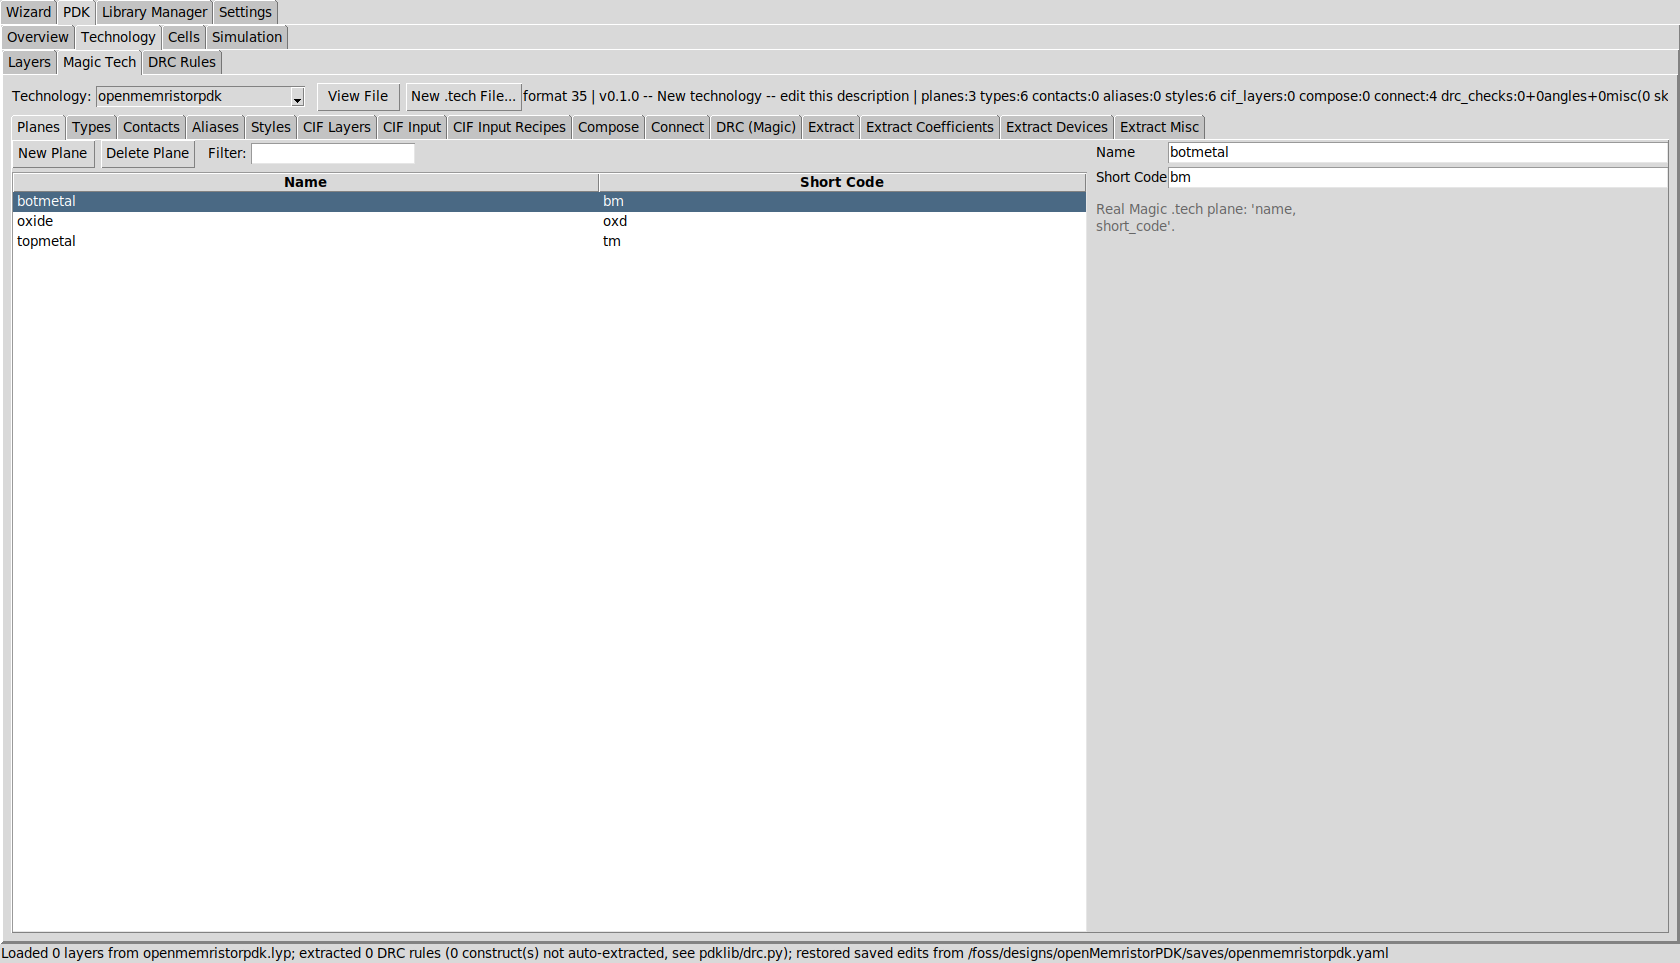 Wizard PDK Library Manager Settings
Overview Technology Cells Simulation
Layers Magic Tech DRC Rules
Technology: openmemristorpdk View File New .tech File... format 35 | v0.1.0 -- New technology -- edit this description | planes:3 types:6 contacts:0 aliases:0 styles:6 cif_layers:0 compose:0 connect:4 drc_checks:0+0angles+0misc(0 sk
Planes Types Contacts Aliases Styles CIF Layers CIF Input CIF Input Recipes Compose Connect DRC (Magic) Extract Extract Coefficients Extract Devices Extract Misc
New Plane Delete Plane Filter:
Name Short Code
botmetal bm
oxide oxd
topmetal tm
Name botmetal
Short Code bm
Real Magic .tech plane: 'name,
short_code'.
Loaded 0 layers from openmemristorpdk.lyp; extracted 0 DRC rules (0 construct(s) not auto-extracted, see pdklib/drc.py); restored saved edits from /foss/designs/openMemristorPDK/saves/openmemristorpdk.yaml